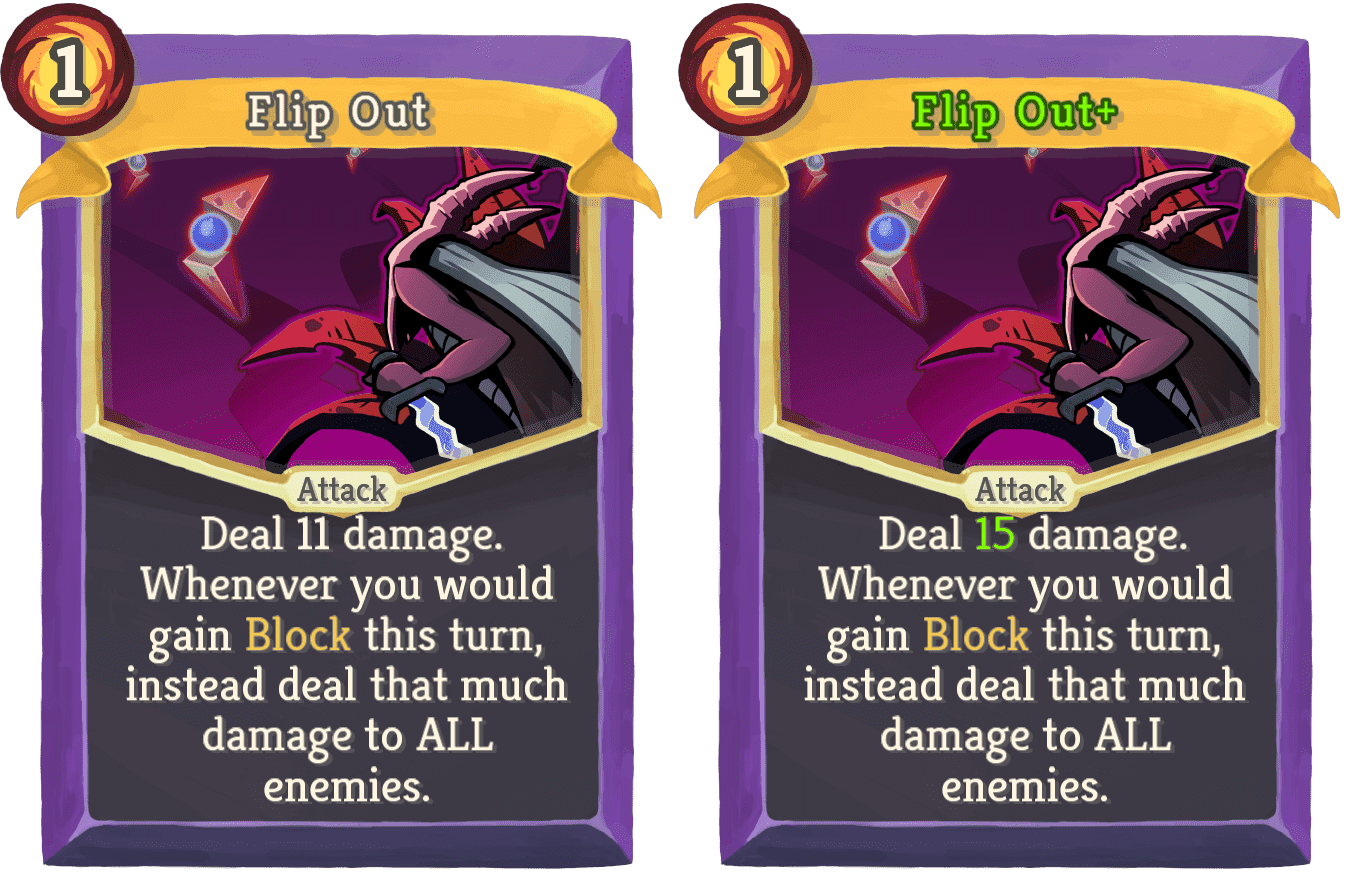 1
Flip Out
Attack
Deal 11 damage.
Whenever you would
gain Block this turn,
instead deal that much
damage to ALL
enemies.
1
Flip Out+
Attack
Deal 15 damage.
Whenever you would
gain Block this turn,
instead deal that much
damage to ALL
enemies.